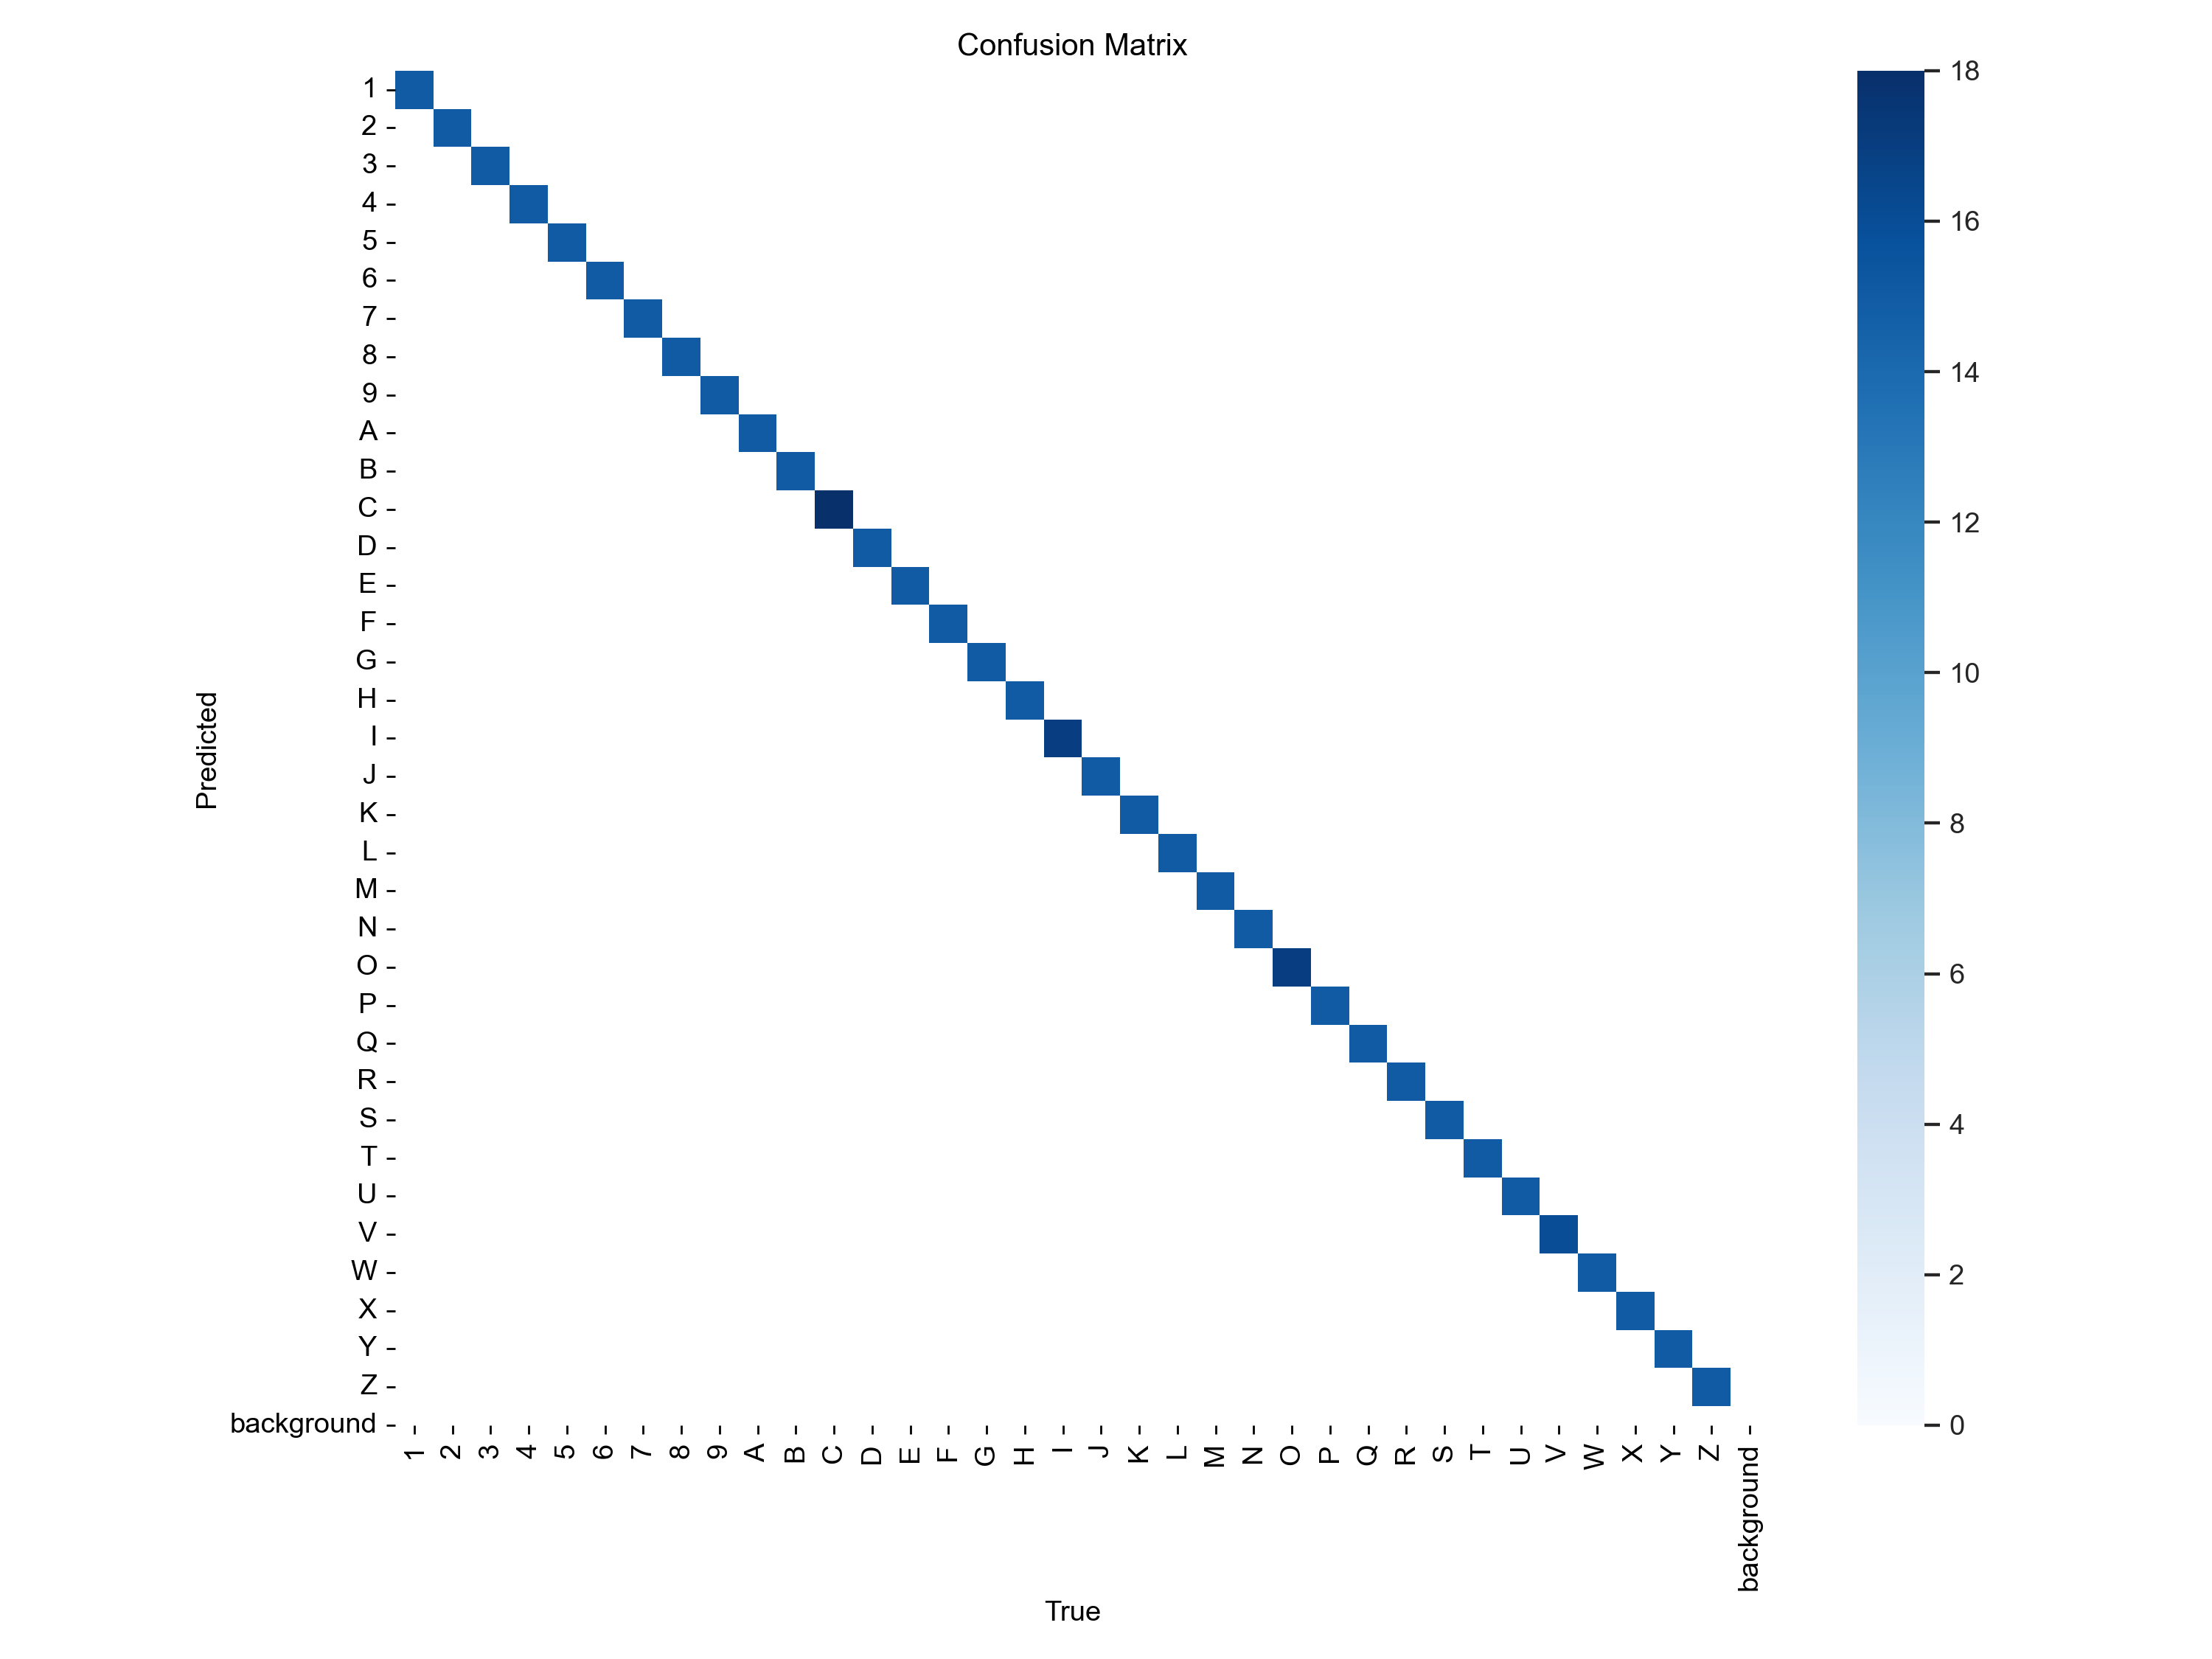 Confusion Matrix
Predicted
1
2
3
4
5
6
7
8
9
A
B
C
D
E
F
G
H
I
J
K
L
M
N
O
P
Q
R
S
T
U
V
W
X
Y
Z
background
1 2 3 4 5 6 7 8 9 A B C D E F G H I J K L M N O P Q R S T U V W X Y Z background
True
18
16
14
12
10
8
6
4
2
0